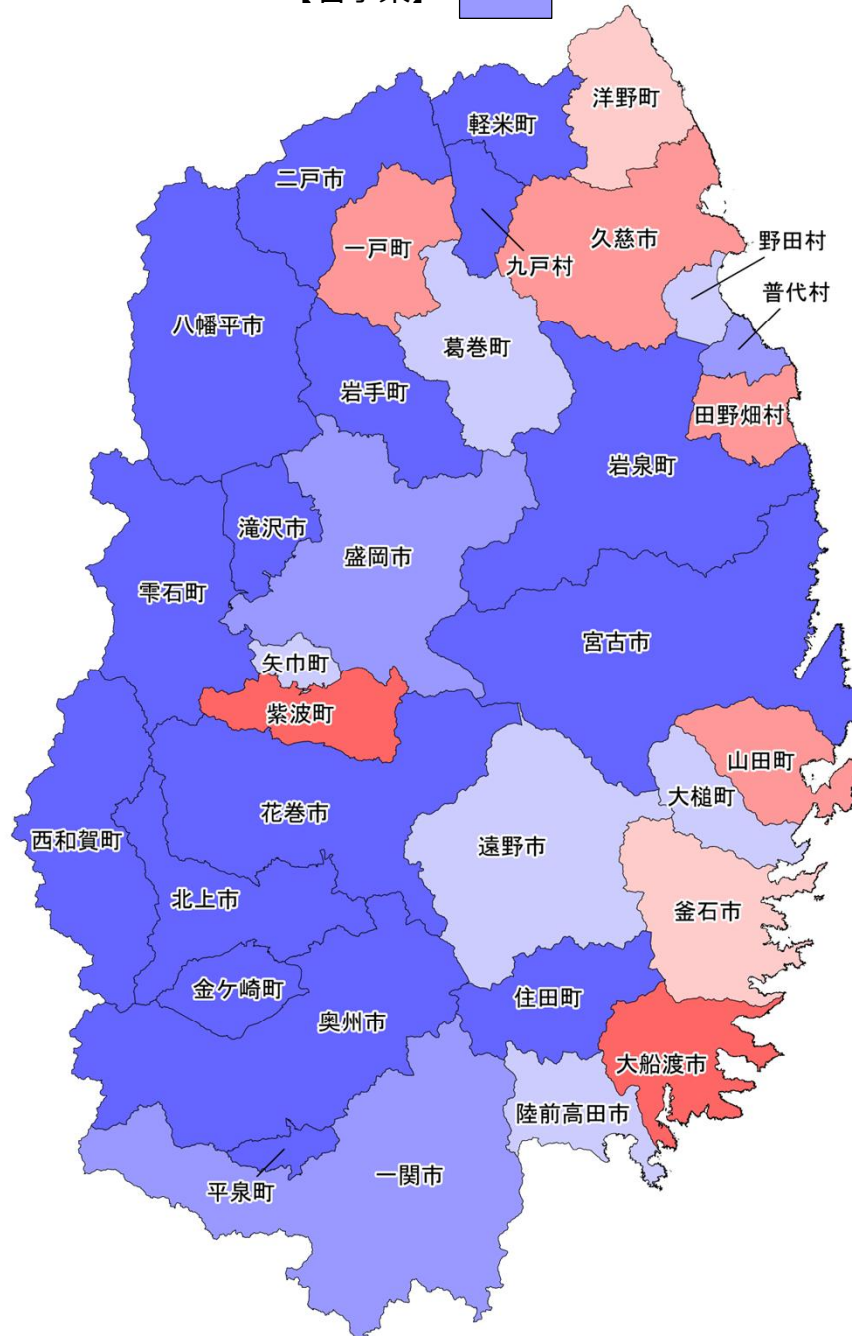 【岩手県】
洋野町
軽米町
二戸市
久慈市
一戸町
九戸村
野田村
普代村
八幡平市
葛巻町
岩手町
田野畑村
岩泉町
滝沢市
盛岡市
雫石町
宮古市
矢巾町
紫波町
山田町
大槌町
花巻市
西和賀町
遠野市
北上市
釜石市
金ケ崎町
住田町
奥州市
大船渡市
陸前高田市
一関市
平泉町